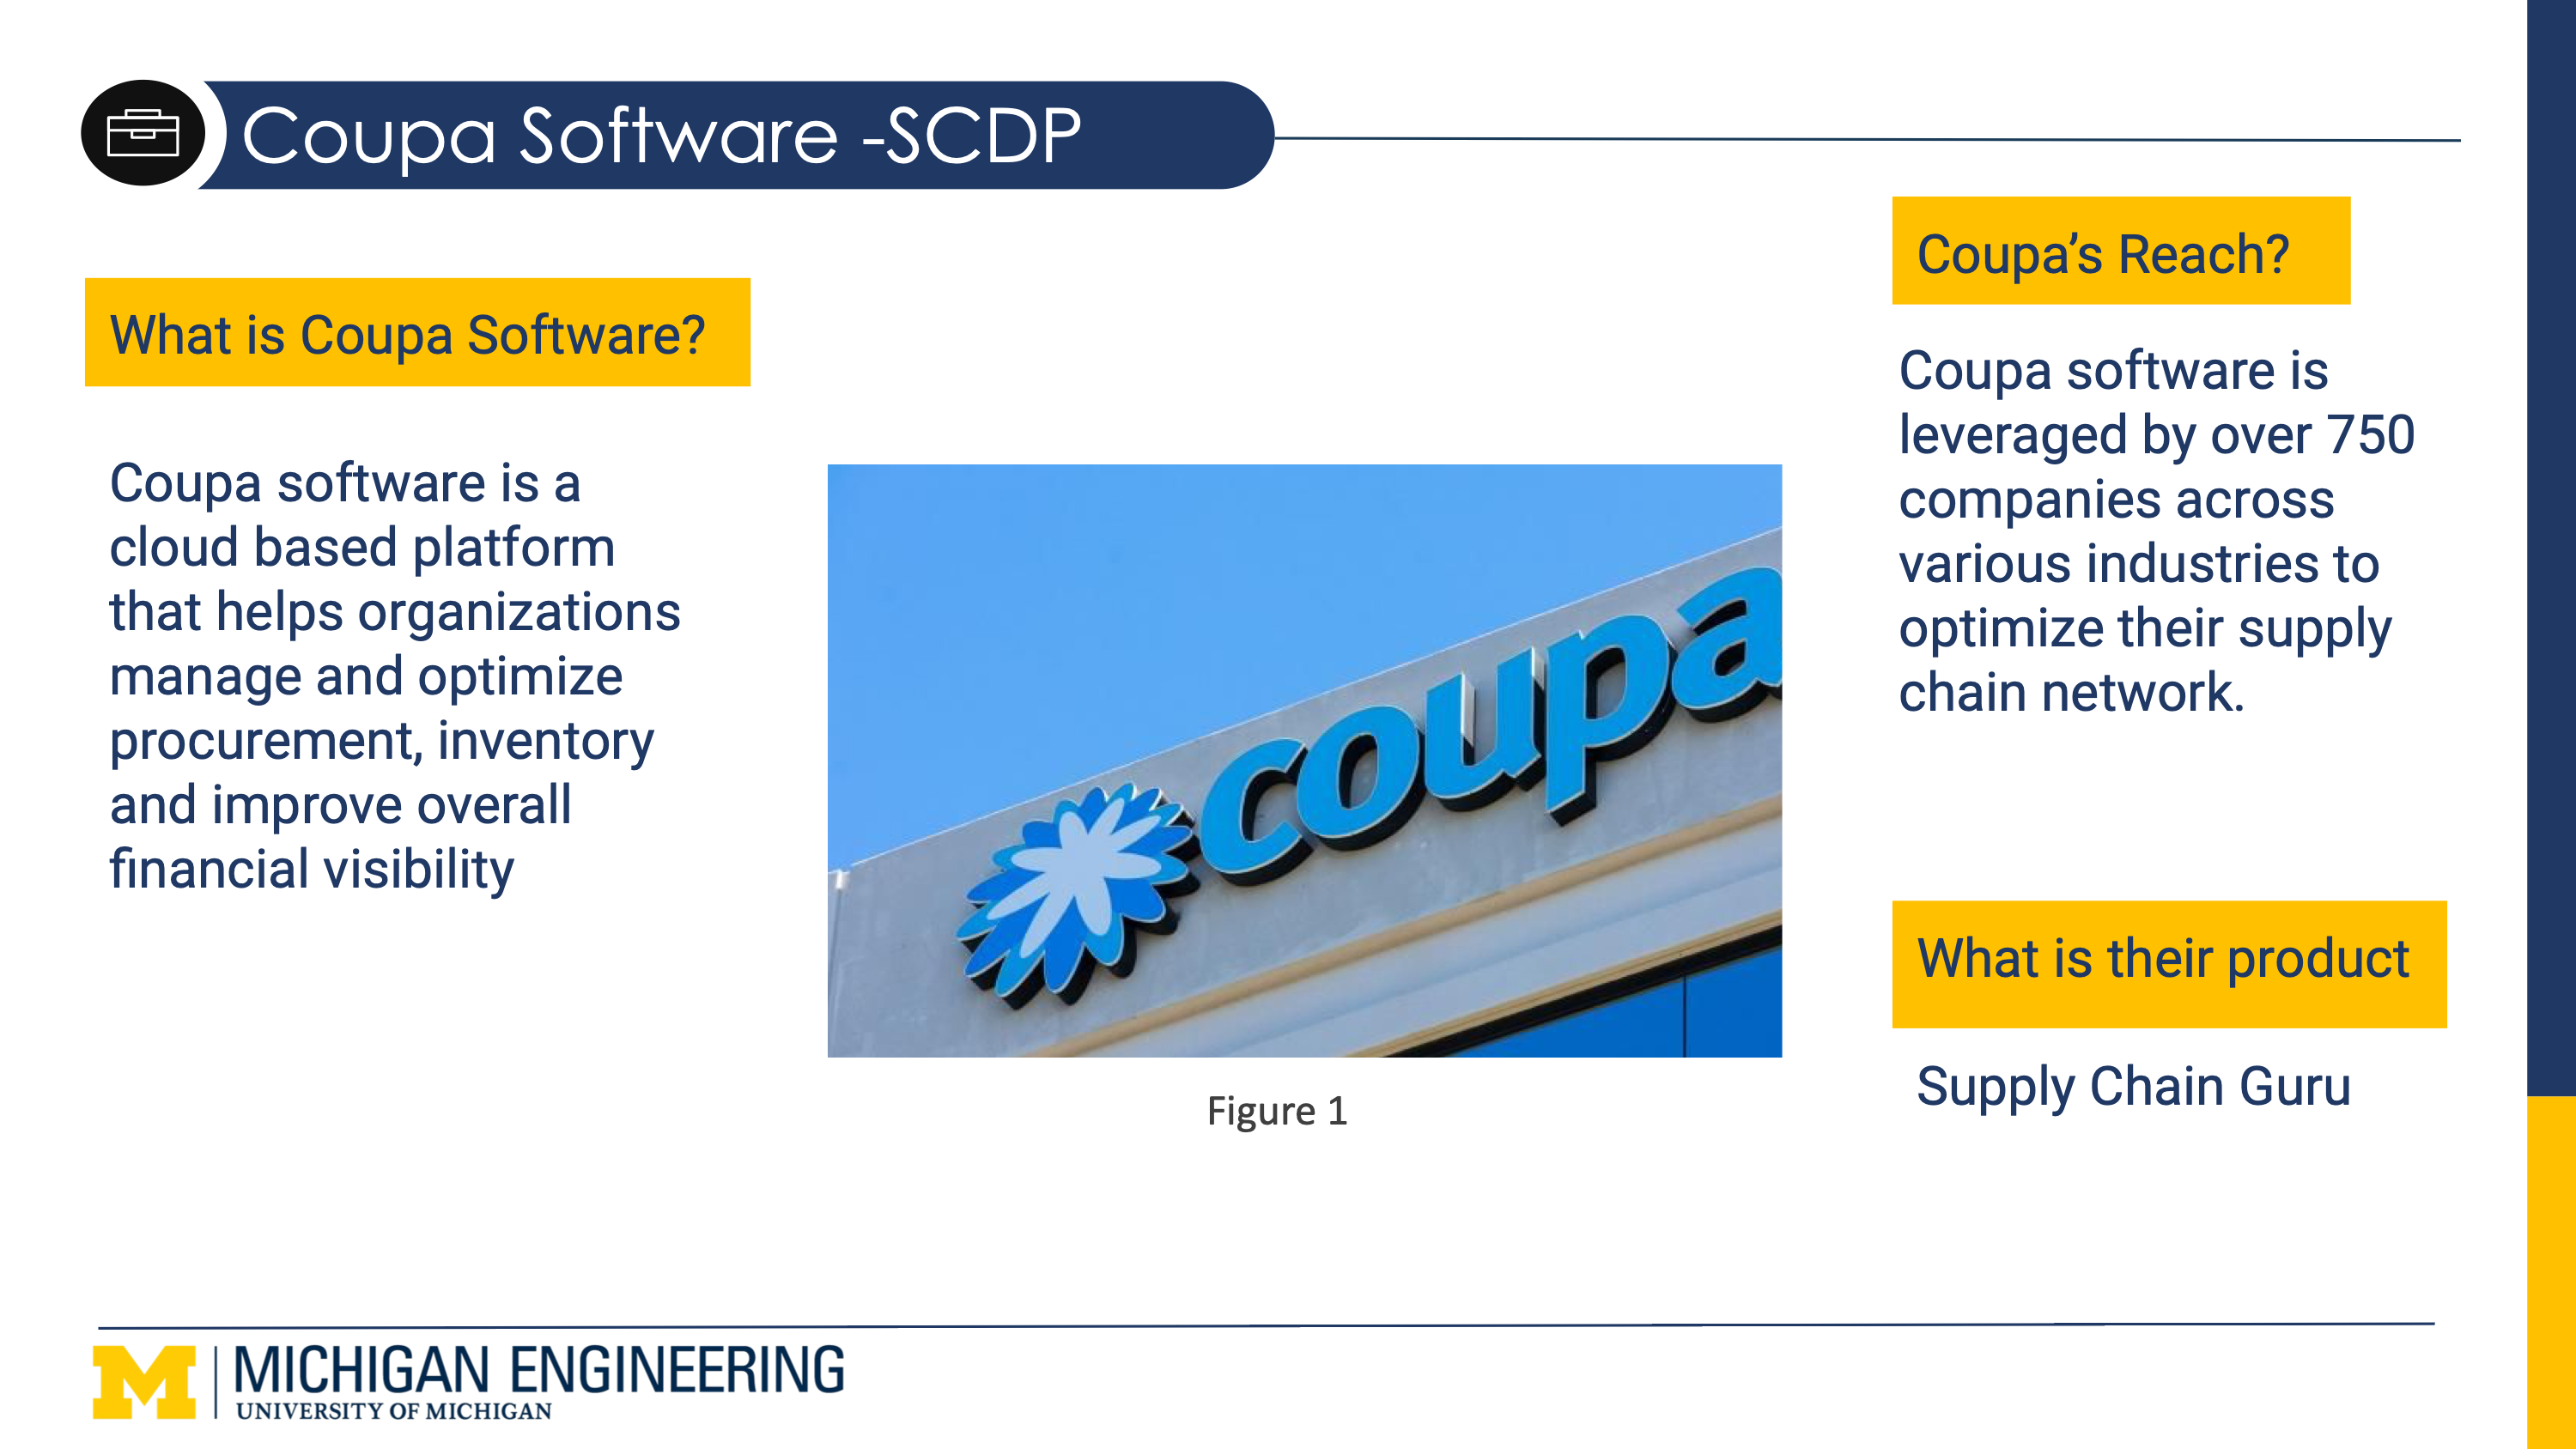 Coupa Software -SCDP
What is Coupa Software?
Coupa software is a
cloud based platform
that helps organizations
manage and optimize
procurement, inventory
and improve overall
financial visibility
coupa
Figure 1
Coupa’s Reach?
Coupa software is
leveraged by over 750
companies across
various industries to
optimize their supply
chain network.
What is their product
Supply Chain Guru
M
MICHIGAN ENGINEERING
UNIVERSITY OF MICHIGAN